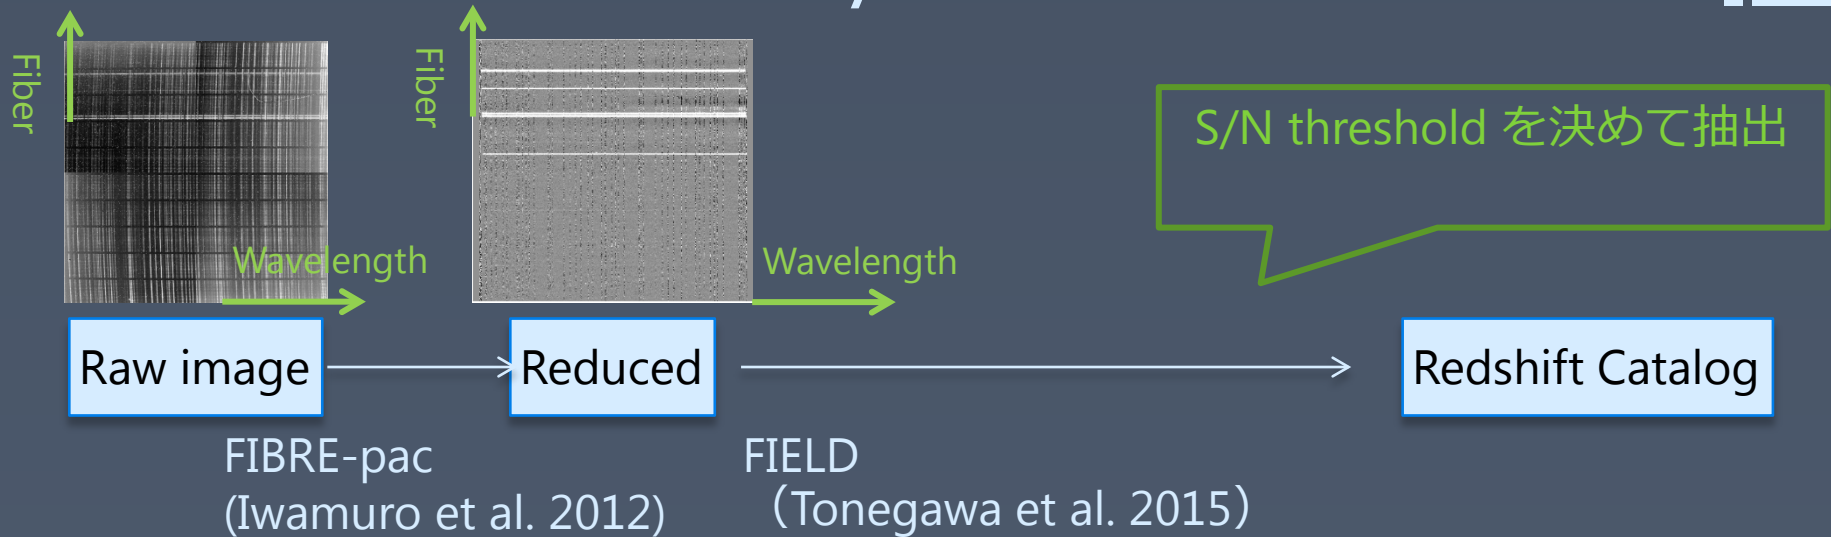 Fiber
Fiber
S/N threshold を決めて抽出
Wavelength
Wavelength
Raw image
Reduced
Redshift Catalog
FIBRE-pac
(Iwamuro et al. 2012)
FIELD
（Tonegawa et al. 2015）